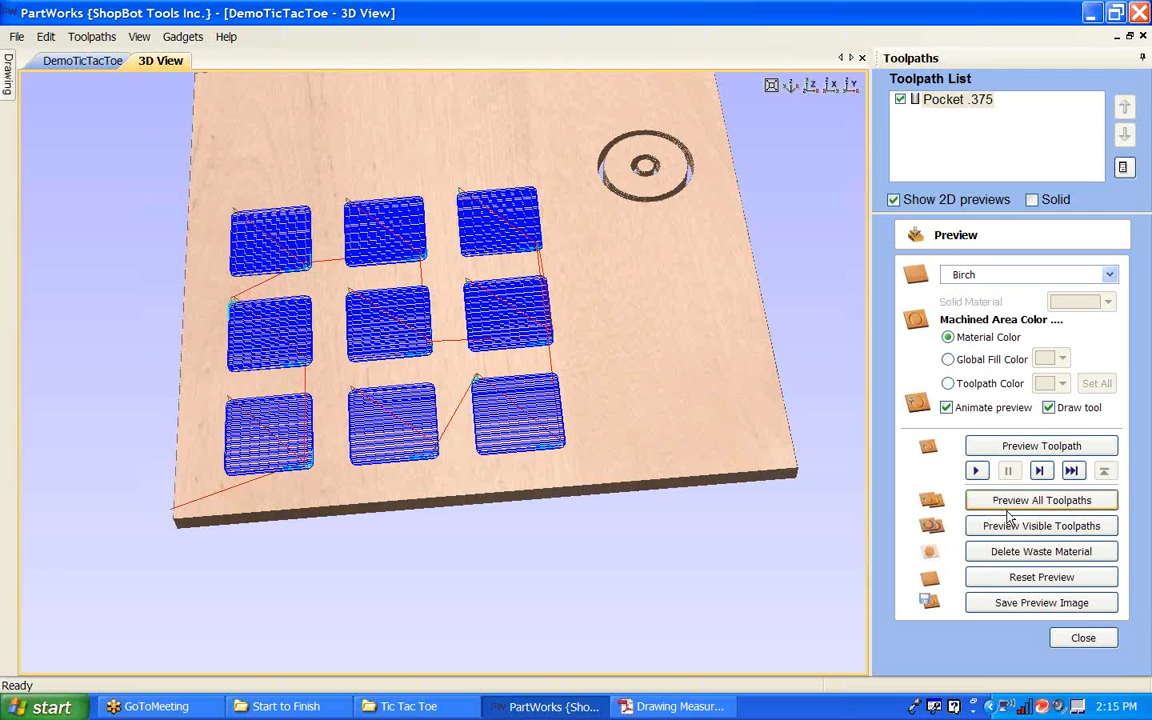 PartWorks {ShopBot Tools Inc.} - [DemoTicTacToe - 3D View]
File Edit Toolpaths View Gadgets Help
Drawing
DemoTicTacToe 3D View
Toolpaths
Toolpath List
Pocket .375
Show 2D previews Solid
Preview
Birch
Solid Material
Machined Area Color ....
Material Color
Global Fill Color
Toolpath Color Set All
Animate preview Draw tool
Preview Toolpath
Preview All Toolpaths
Preview Visible Toolpaths
Delete Waste Material
Reset Preview
Save Preview Image
Close
Ready
start GoToMeeting Start to Finish Tic Tac Toe PartWorks {Sho... Drawing Measur... 2:15 PM